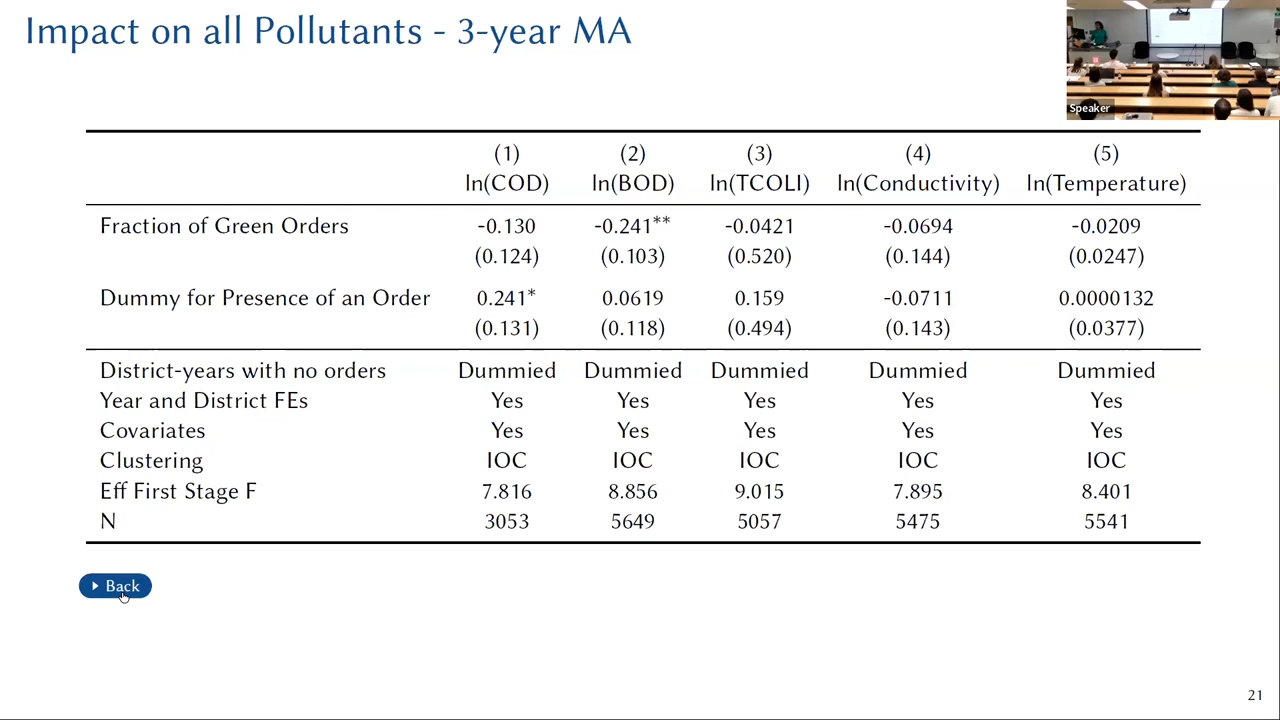 Impact on all Pollutants - 3-year MA
Speaker
(1) (2) (3) (4) (5)
ln(COD) ln(BOD) ln(TCOLI) ln(Conductivity) ln(Temperature)
Fraction of Green Orders -0.130 -0.241** -0.0421 -0.0694 -0.0209
(0.124) (0.103) (0.520) (0.144) (0.0247)
Dummy for Presence of an Order 0.241* 0.0619 0.159 -0.0711 0.0000132
(0.131) (0.118) (0.494) (0.143) (0.0377)
District-years with no orders Dummied Dummied Dummied Dummied Dummied
Year and District FEs Yes Yes Yes Yes Yes
Covariates Yes Yes Yes Yes Yes
Clustering IOC IOC IOC IOC IOC
Eff First Stage F 7.816 8.856 9.015 7.895 8.401
N 3053 5649 5057 5475 5541
Back
21